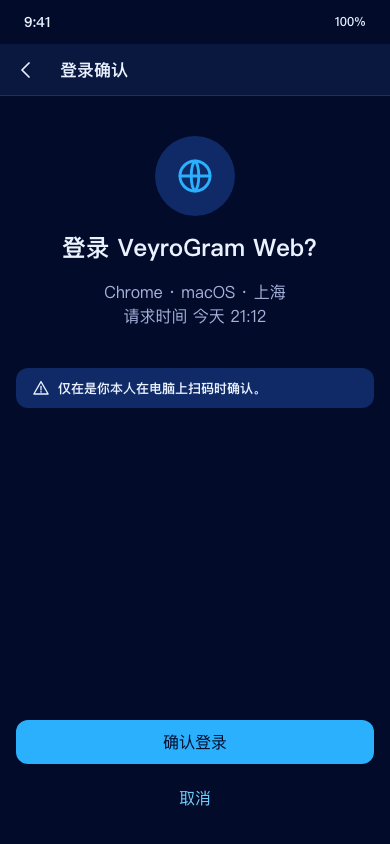 9:41
100%
登录确认
登录 VeyroGram Web?
Chrome · macOS · 上海
请求时间 今天 21:12
仅在是你本人在电脑上扫码时确认。
确认登录
取消